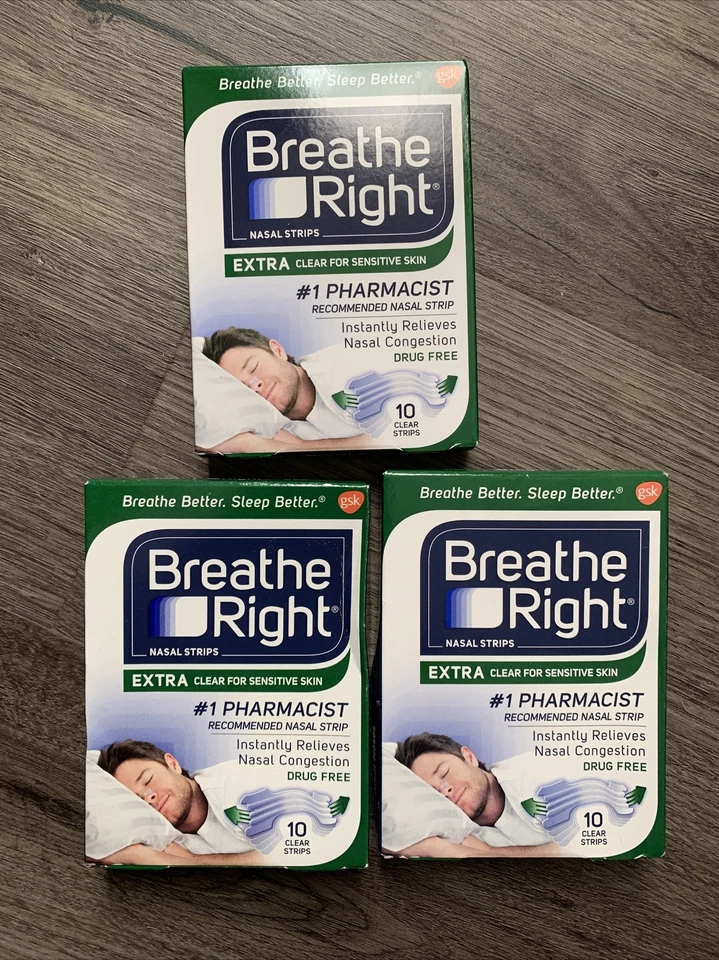 Breathe Better. Sleep Better.®
gsk
Breathe
Right®
NASAL STRIPS
EXTRA CLEAR FOR SENSITIVE SKIN
#1 PHARMACIST
RECOMMENDED NASAL STRIP
Instantly Relieves
Nasal Congestion
DRUG FREE
10
CLEAR
STRIPS
Breathe Better. Sleep Better.®
gsk
Breathe
Right®
NASAL STRIPS
EXTRA CLEAR FOR SENSITIVE SKIN
#1 PHARMACIST
RECOMMENDED NASAL STRIP
Instantly Relieves
Nasal Congestion
DRUG FREE
10
CLEAR
STRIPS
Breathe Better. Sleep Better.®
gsk
Breathe
Right®
NASAL STRIPS
EXTRA CLEAR FOR SENSITIVE SKIN
#1 PHARMACIST
RECOMMENDED NASAL STRIP
Instantly Relieves
Nasal Congestion
DRUG FREE
10
CLEAR
STRIPS